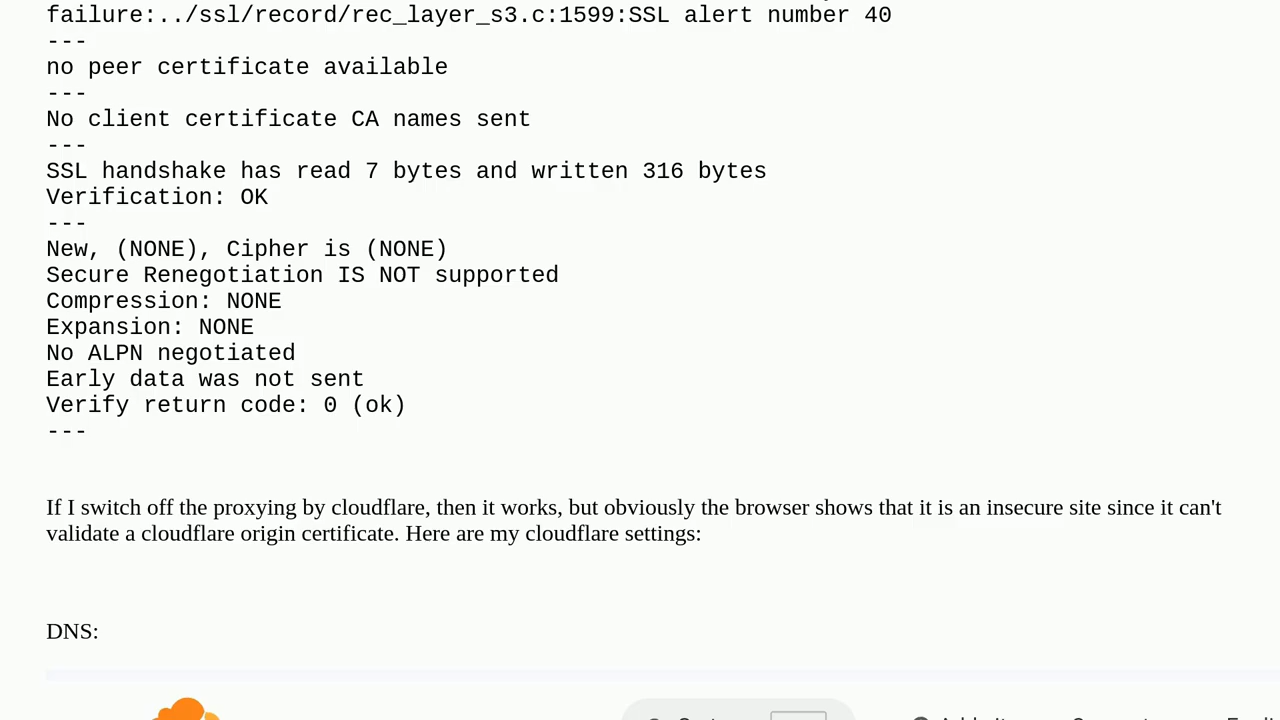 failure:../ssl/record/rec_layer_s3.c:1599:SSL alert number 40
---
no peer certificate available
---
No client certificate CA names sent
---
SSL handshake has read 7 bytes and written 316 bytes
Verification: OK
---
New, (NONE), Cipher is (NONE)
Secure Renegotiation IS NOT supported
Compression: NONE
Expansion: NONE
No ALPN negotiated
Early data was not sent
Verify return code: 0 (ok)
---
If I switch off the proxying by cloudflare, then it works, but obviously the browser shows that it is an insecure site since it can't
validate a cloudflare origin certificate. Here are my cloudflare settings:
DNS: